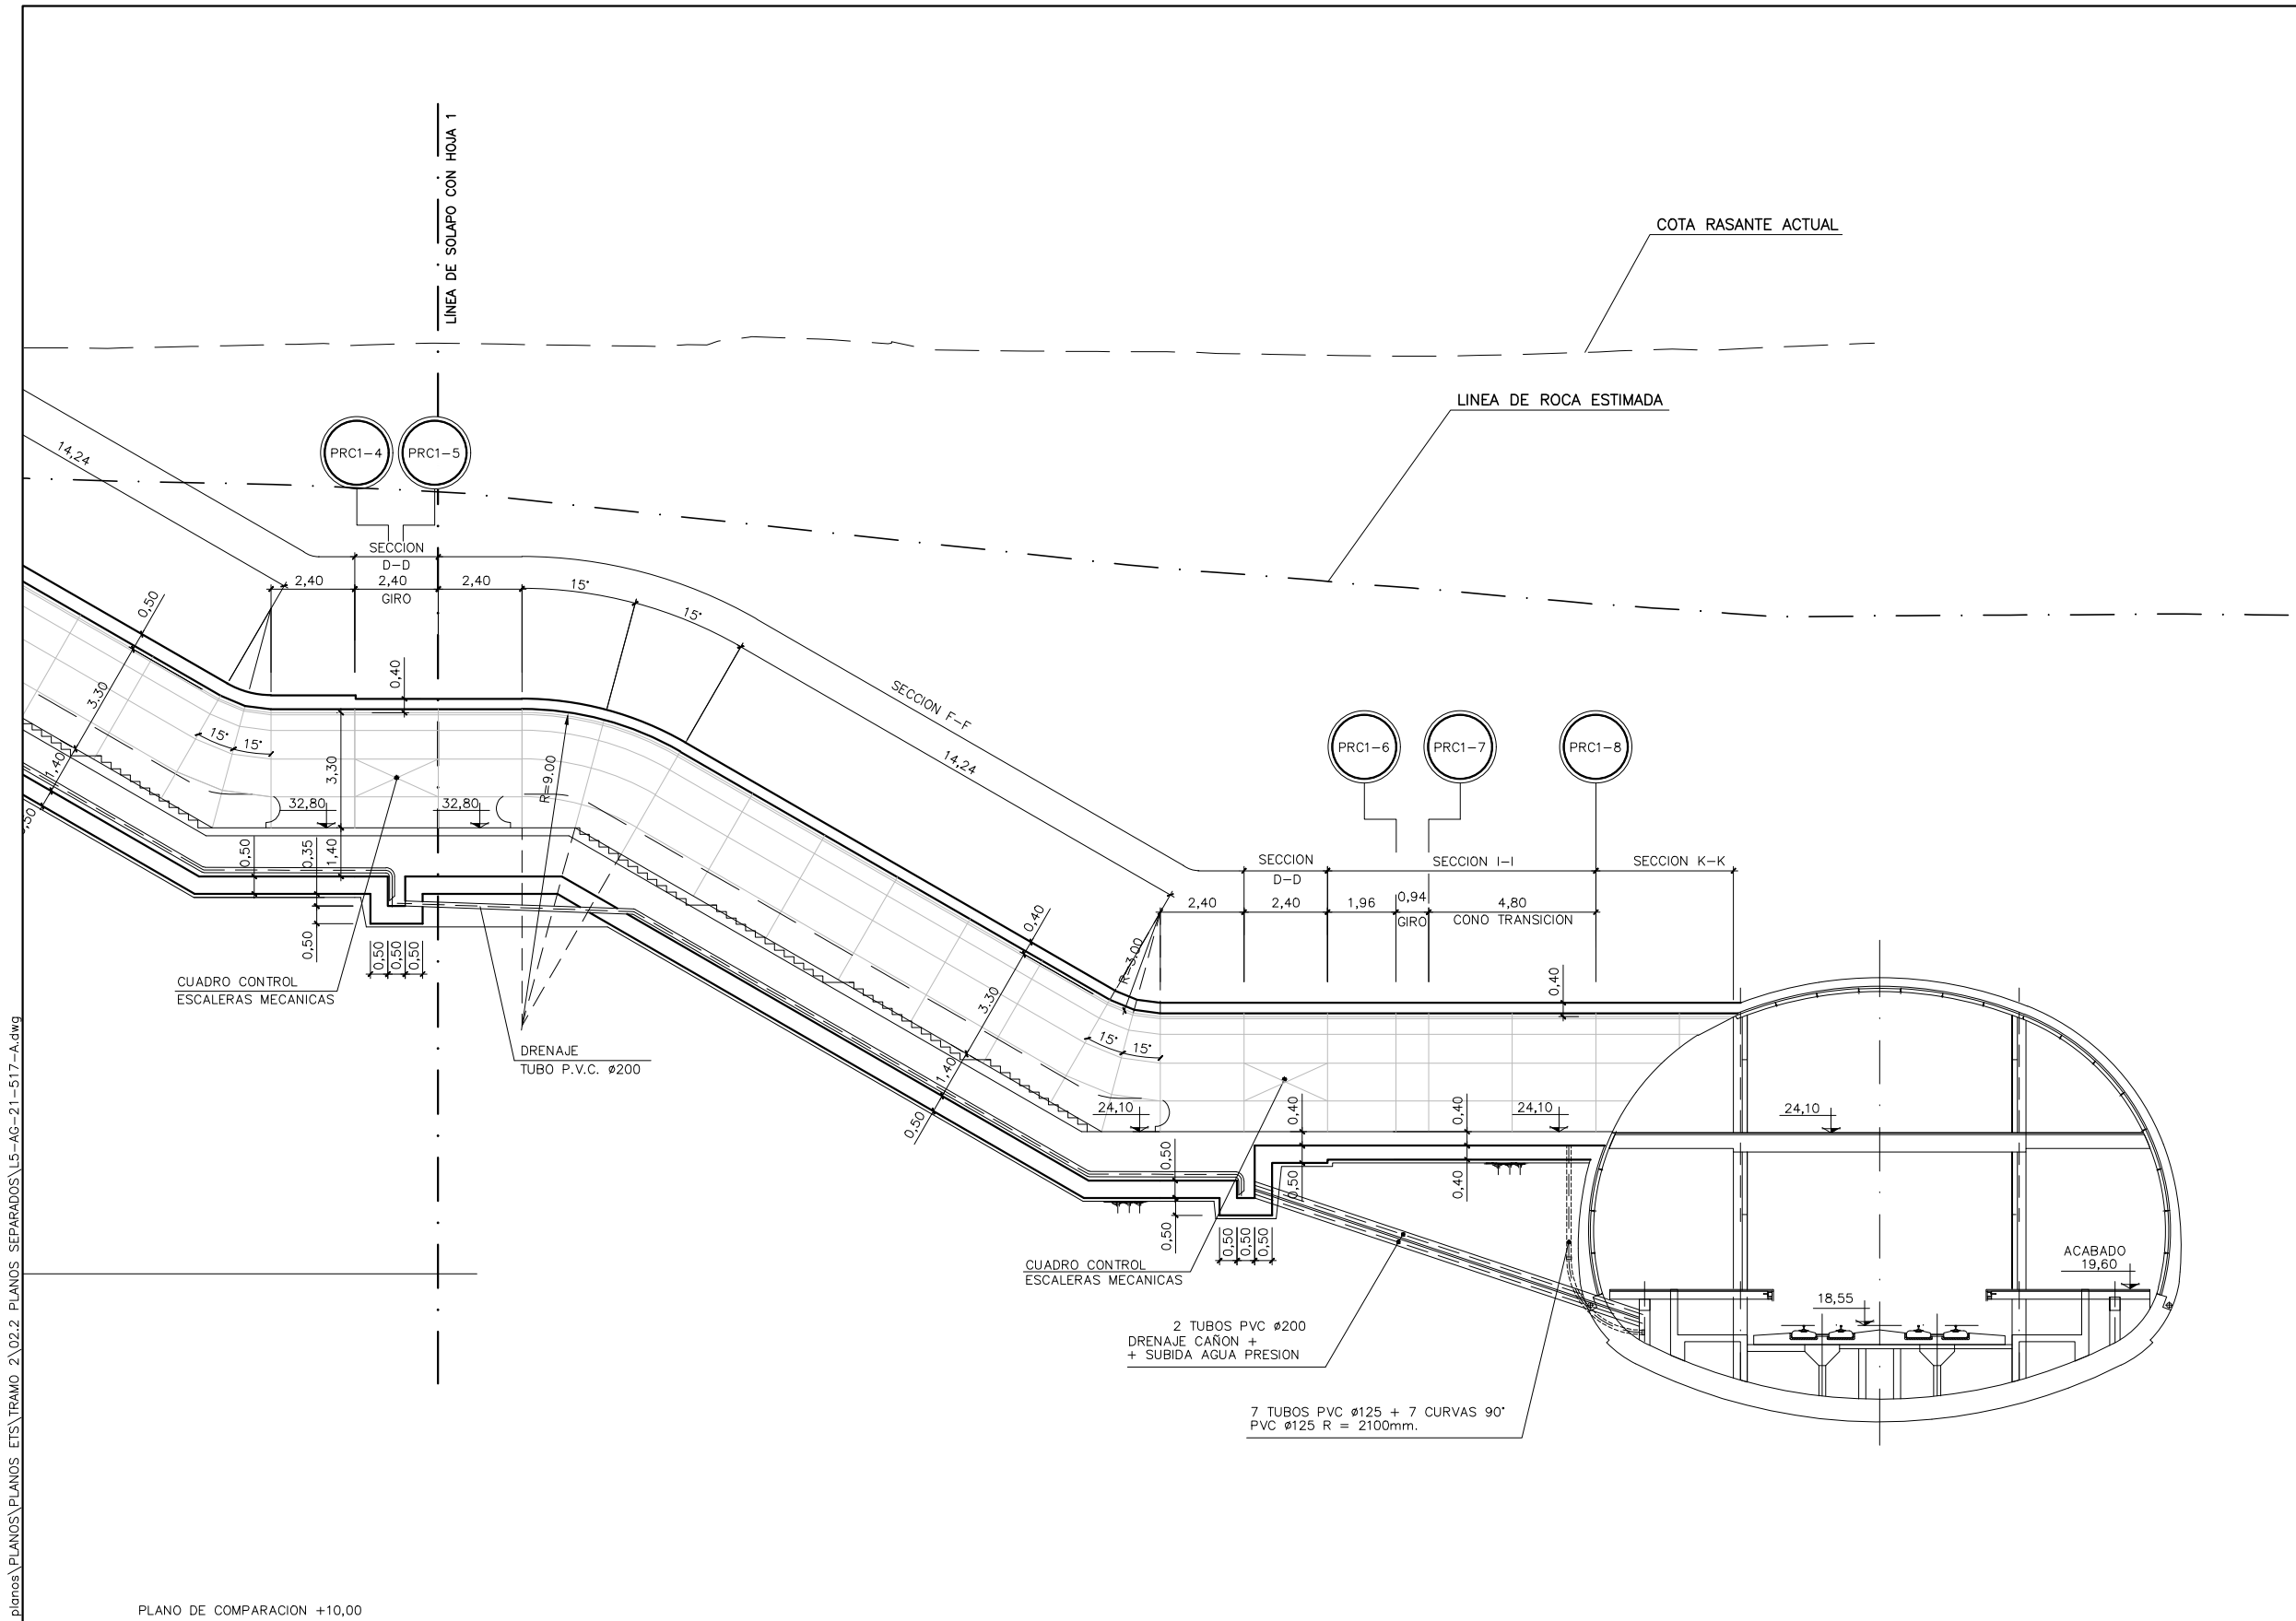 LÍNEA DE SOLAPO CON HOJA 1
COTA RASANTE ACTUAL
LINEA DE ROCA ESTIMADA
14,24
PRC1-4
PRC1-5
SECCION
D-D
2,40
2,40
2,40
GIRO
15°
15°
0,50
0,40
3,30
15°
15°
3,30
R=9.00
SECCION F-F
14,24
PRC1-6
PRC1-7
PRC1-8
1,40
0,50
32,80
32,80
0,50
0,35
1,40
0,50
0,50
0,50
0,50
CUADRO CONTROL
ESCALERAS MECANICAS
DRENAJE
TUBO P.V.C. ø200
SECCION
D-D
SECCION I-I
SECCION K-K
2,40
2,40
1,96
0,94
4,80
GIRO
CONO TRANSICION
0,40
R=3,00
0,40
3,30
15°
15°
1,40
0,50
24,10
0,40
0,40
24,10
24,10
0,50
0,50
0,40
0,50
0,50
0,50
0,50
CUADRO CONTROL
ESCALERAS MECANICAS
ACABADO
19,60
18,55
2 TUBOS PVC ø200
DRENAJE CAÑON +
+ SUBIDA AGUA PRESION
7 TUBOS PVC ø125 + 7 CURVAS 90°
PVC ø125 R = 2100mm.
planos\PLANOS\PLANOS ETS\TRAMO 2\02.2 PLANOS SEPARADOS\L5-AG-21-517-A.dwg
PLANO DE COMPARACION +10,00